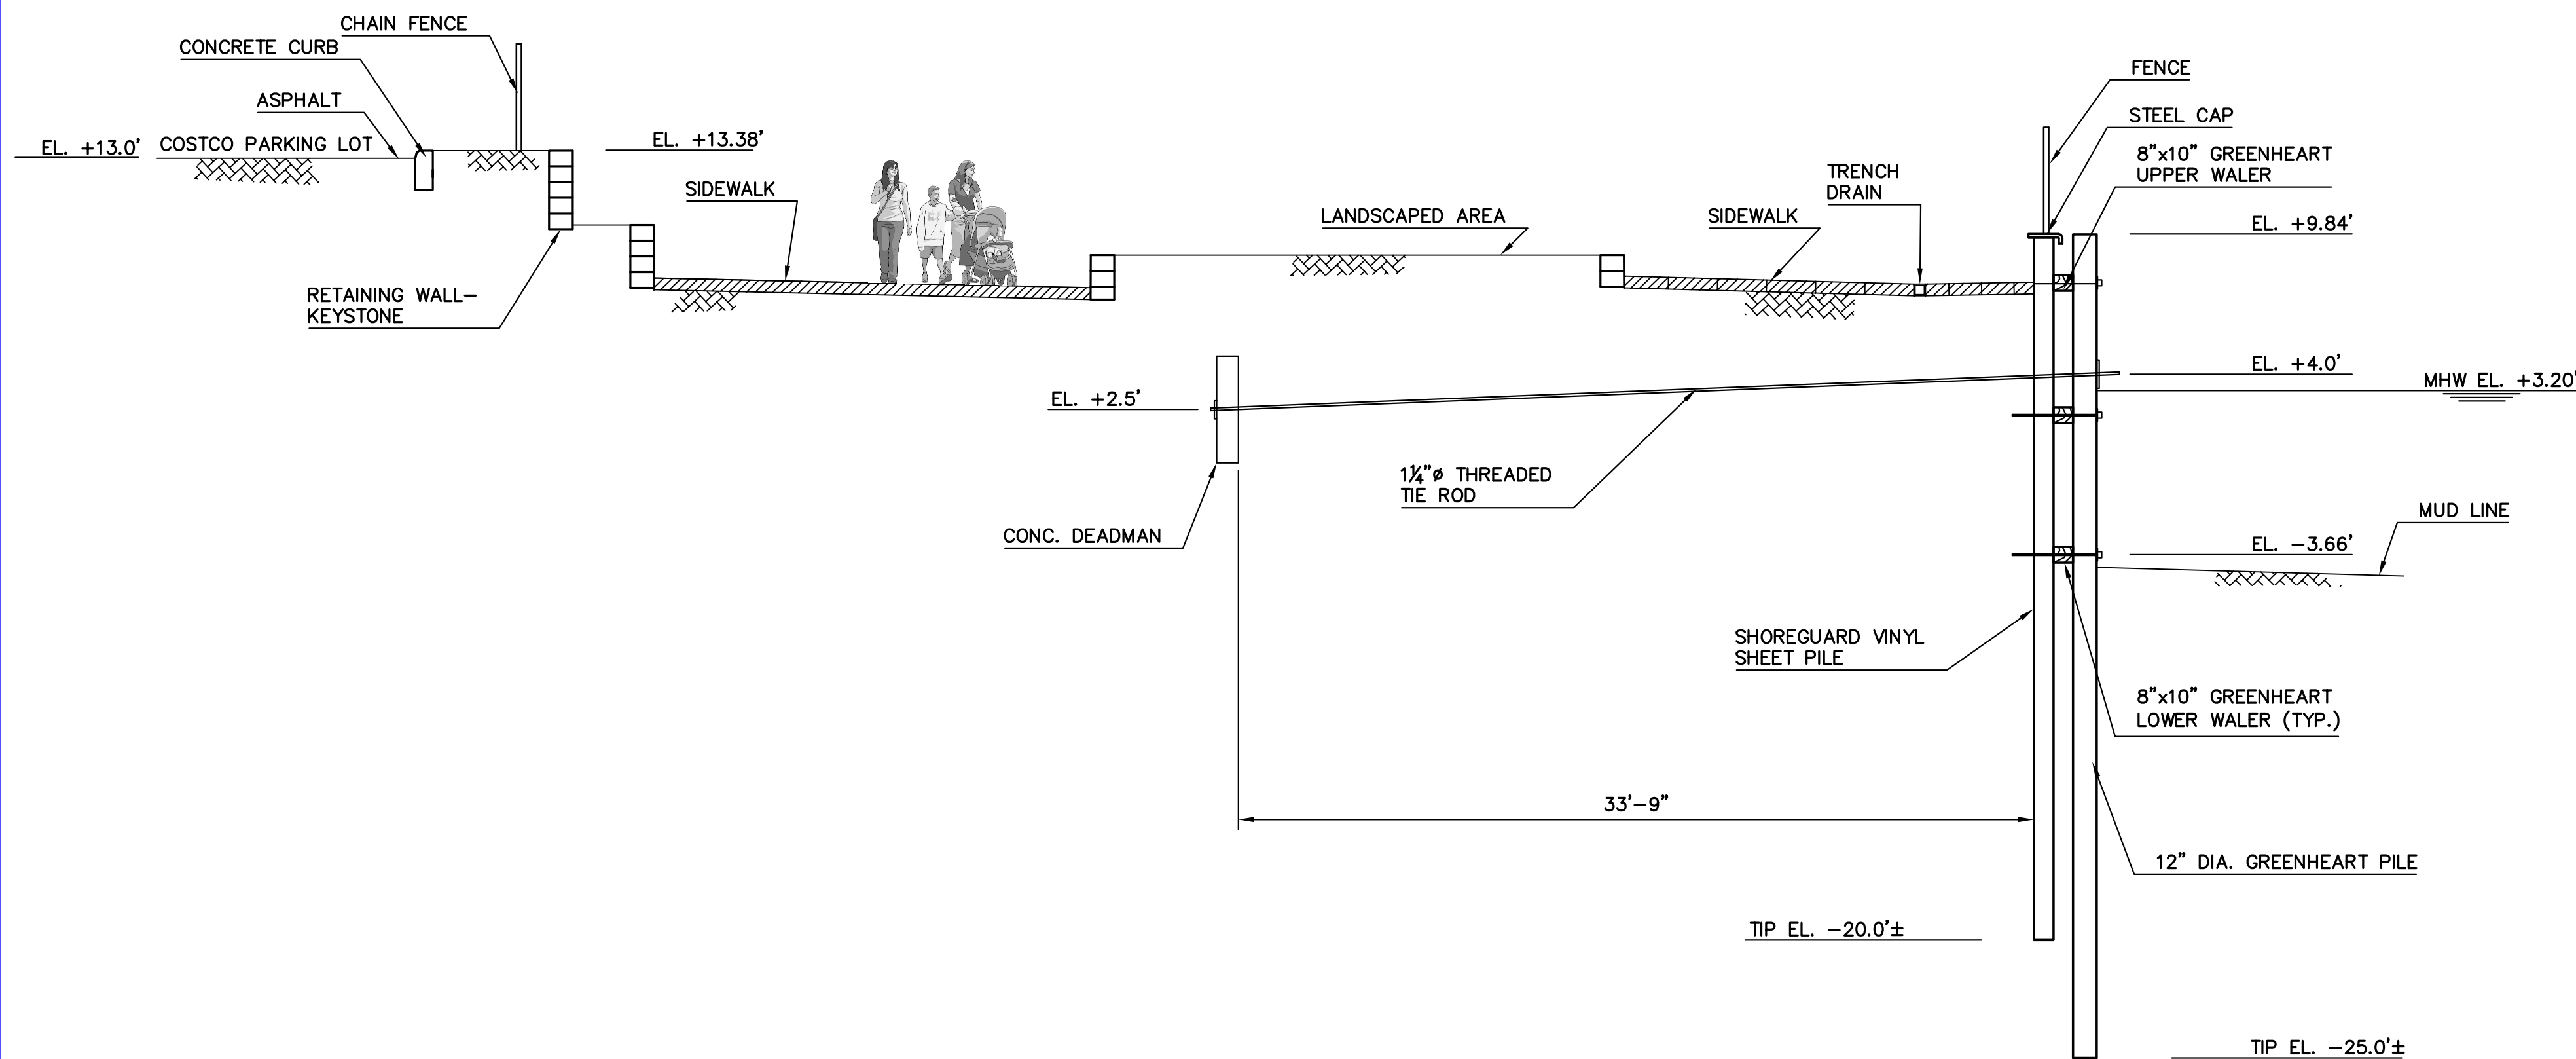 CHAIN FENCE
CONCRETE CURB
ASPHALT
EL. +13.0'
COSTCO PARKING LOT
EL. +13.38'
SIDEWALK
RETAINING WALL-
KEYSTONE
LANDSCAPED AREA
SIDEWALK
TRENCH
DRAIN
FENCE
STEEL CAP
8"x10" GREENHEART
UPPER WALER
EL. +9.84'
EL. +4.0'
MHW EL. +3.20'
EL. +2.5'
1¼"ø THREADED
TIE ROD
CONC. DEADMAN
MUD LINE
EL. -3.66'
SHOREGUARD VINYL
SHEET PILE
8"x10" GREENHEART
LOWER WALER (TYP.)
33'-9"
12" DIA. GREENHEART PILE
TIP EL. -20.0'±
TIP EL. -25.0'±